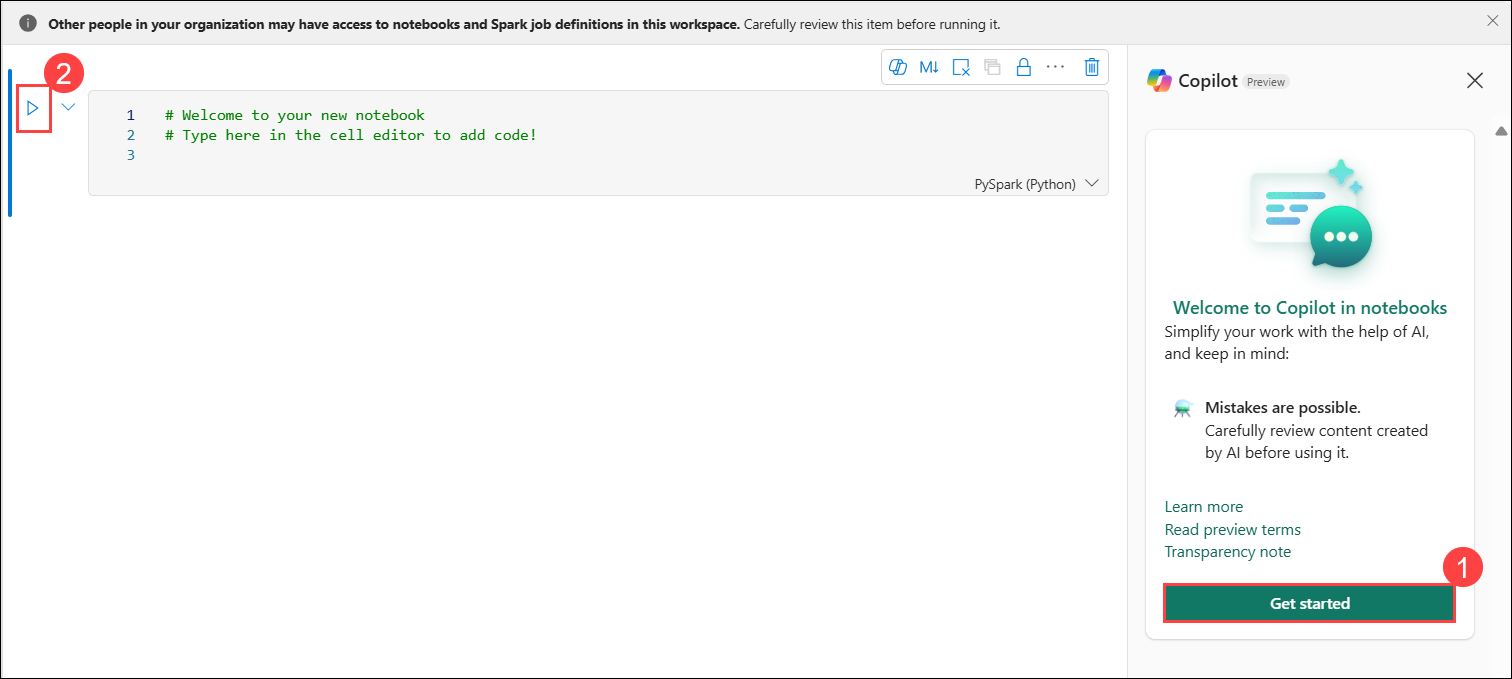 Other people in your organization may have access to notebooks and Spark job definitions in this workspace. Carefully review this item before running it.
2
M↓
1 # Welcome to your new notebook
2 # Type here in the cell editor to add code!
3
PySpark (Python)
Copilot Preview
Welcome to Copilot in notebooks
Simplify your work with the help of AI,
and keep in mind:
Mistakes are possible.
Carefully review content created
by AI before using it.
Learn more
Read preview terms
Transparency note
1
Get started